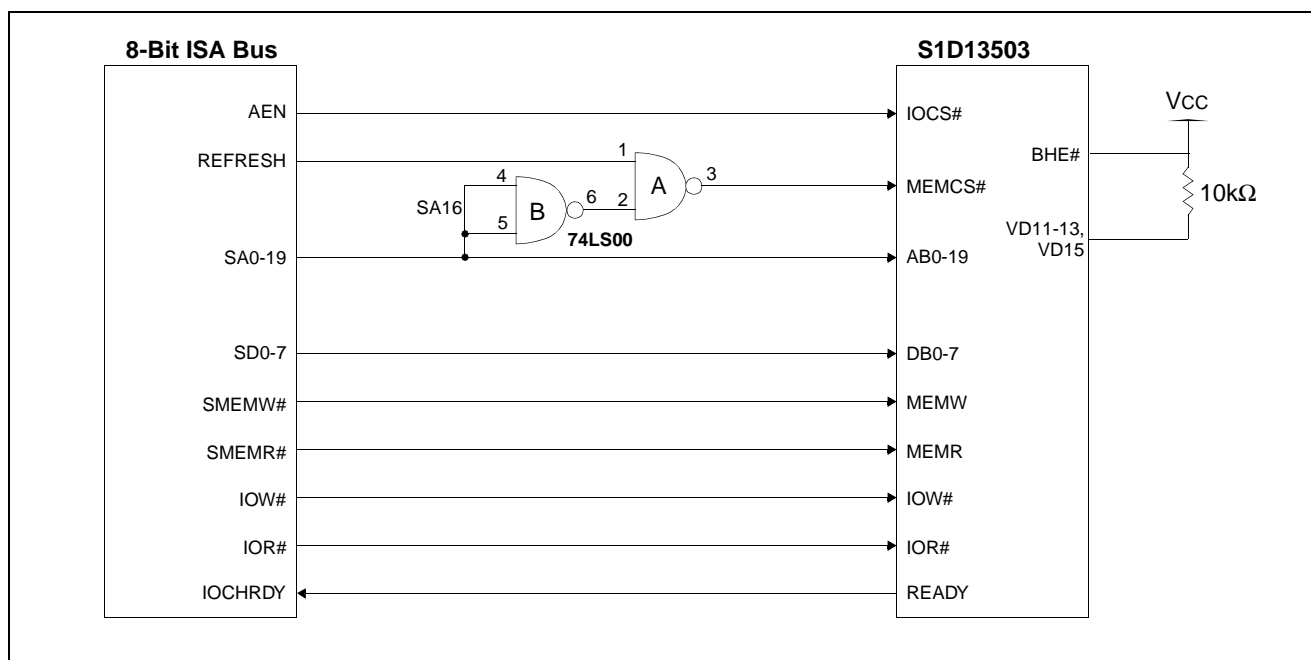 8-Bit ISA Bus
S1D13503
AEN
IOCS#
VCC
REFRESH
1
3
A
BHE#
MEMCS#
4
6
2
SA16
B
5
10kΩ
74LS00
VD11-13,
VD15
SA0-19
AB0-19
SD0-7
DB0-7
SMEMW#
MEMW
SMEMR#
MEMR
IOW#
IOW#
IOR#
IOR#
IOCHRDY
READY